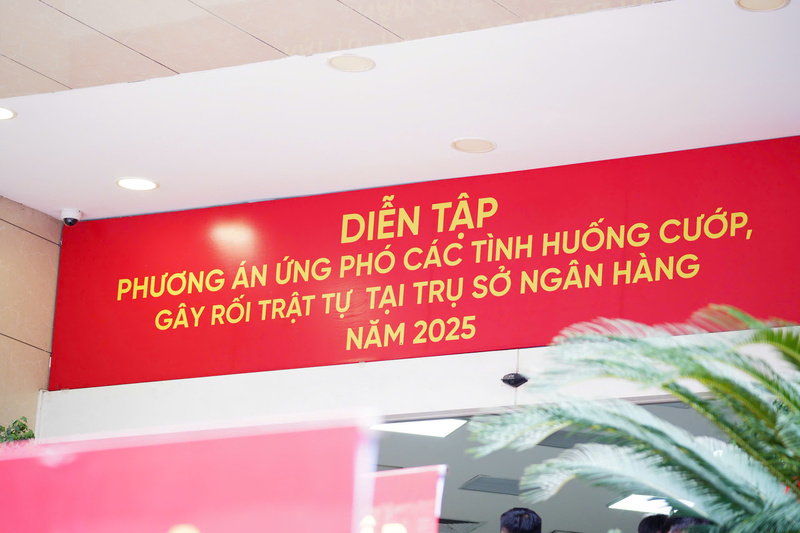 DIỄN TẬP
PHƯƠNG ÁN ỨNG PHÓ CÁC TÌNH HUỐNG CƯỚP,
GÂY RỐI TRẬT TỰ TẠI TRỤ SỞ NGÂN HÀNG
NĂM 2025